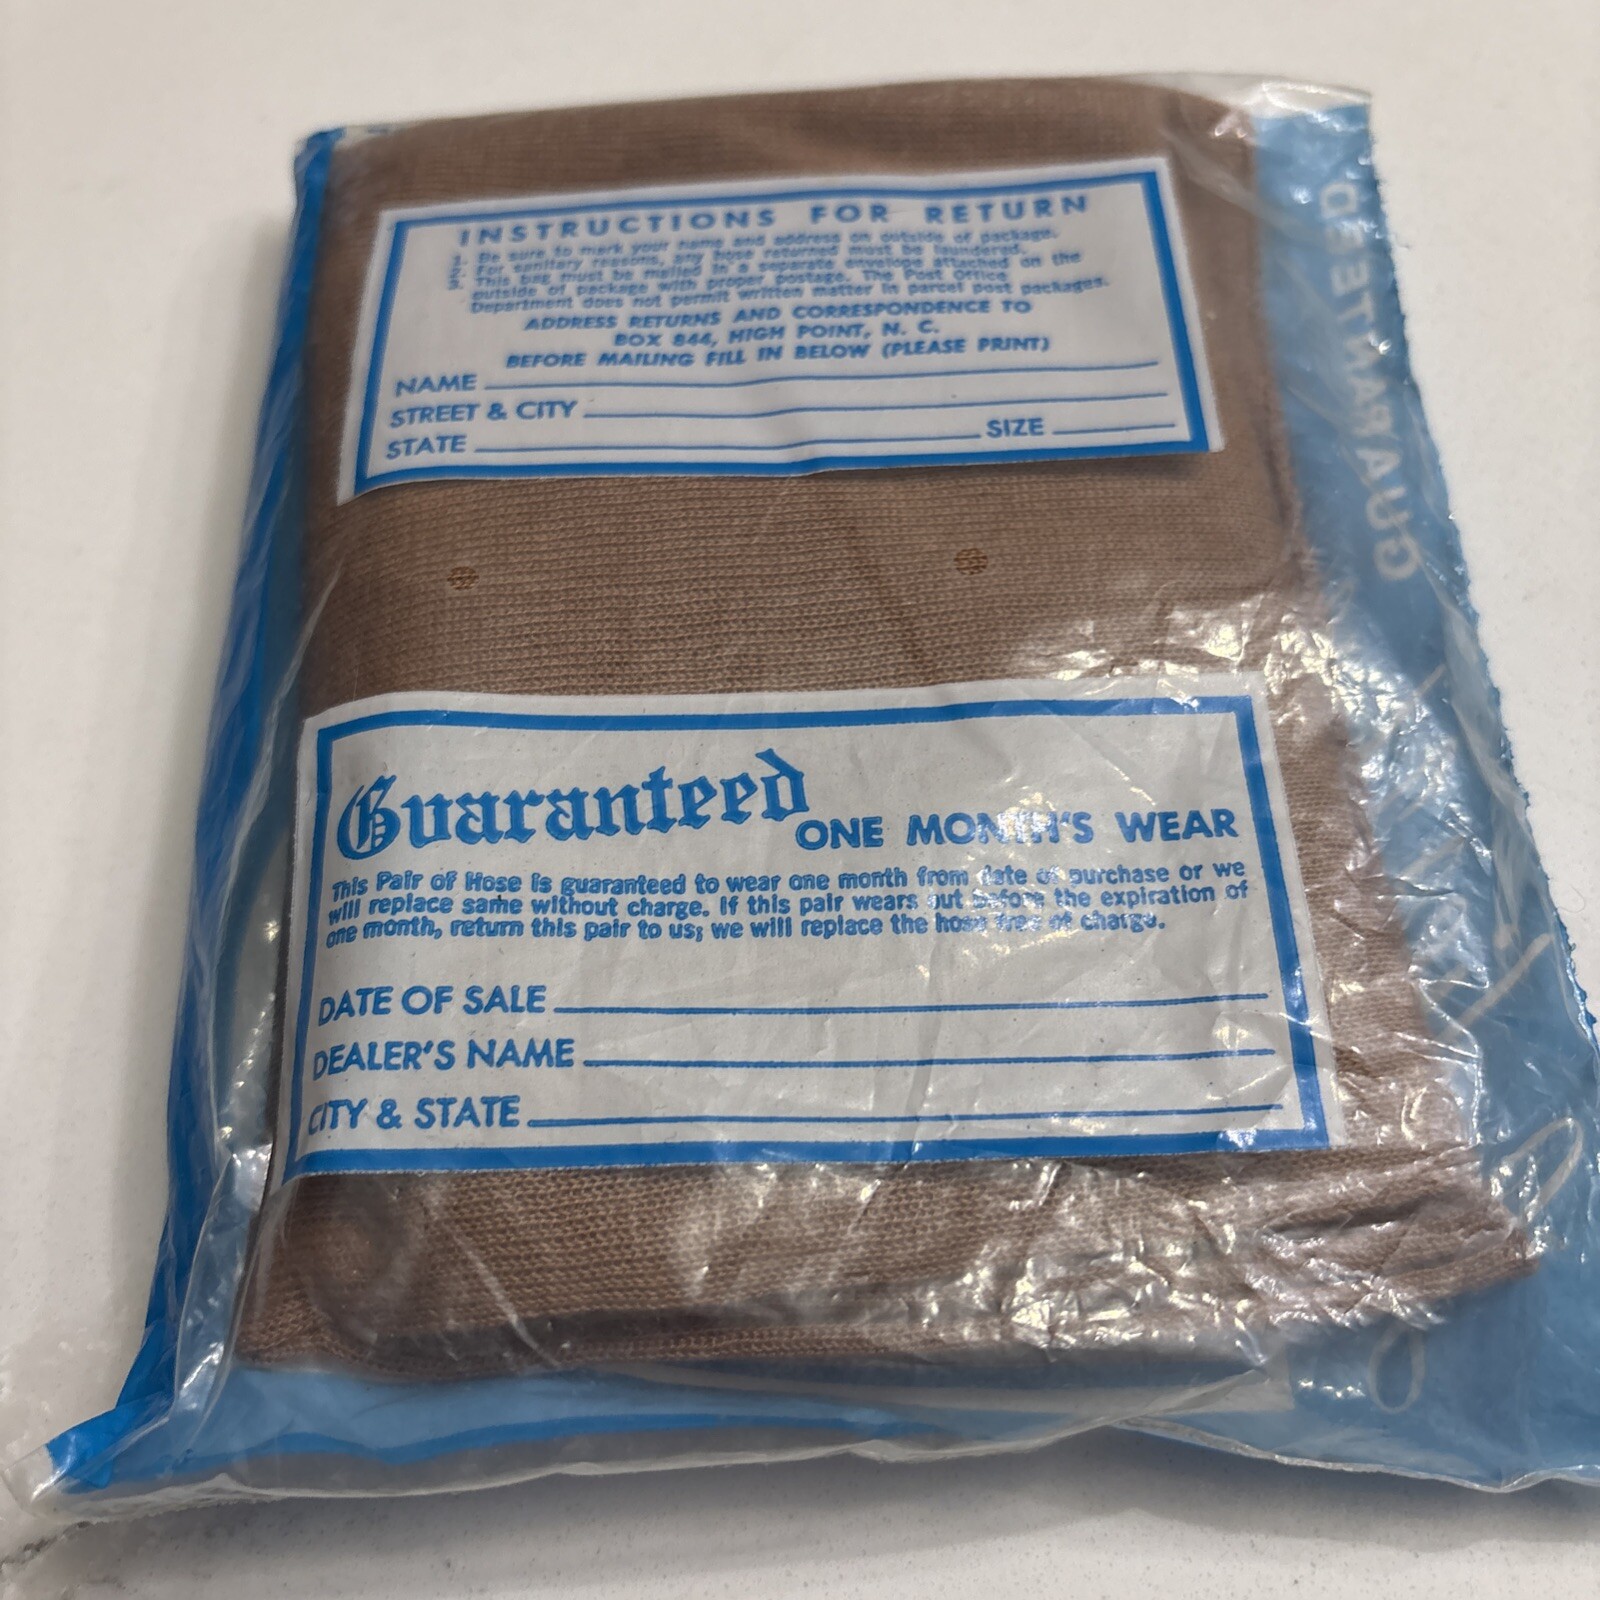 INSTRUCTIONS FOR RETURN
1. Be sure to mark your name and address on outside of package.
2. For sanitary reasons, any hose returned must be laundered.
3. This bag must be mailed in a separate envelope attached on the
outside of package with proper postage. The Post Office
Department does not permit written matter in parcel post packages.
ADDRESS RETURNS AND CORRESPONDENCE TO
BOX 844, HIGH POINT, N. C.
BEFORE MAILING FILL IN BELOW (PLEASE PRINT)
NAME
STREET & CITY
STATE SIZE
Guaranteed ONE MONTH'S WEAR
This Pair of Hose is guaranteed to wear one month from date of purchase or we
will replace same without charge. If this pair wears out before the expiration of
one month, return this pair to us; we will replace the hose free of charge.
DATE OF SALE
DEALER'S NAME
CITY & STATE
GUARANTEED